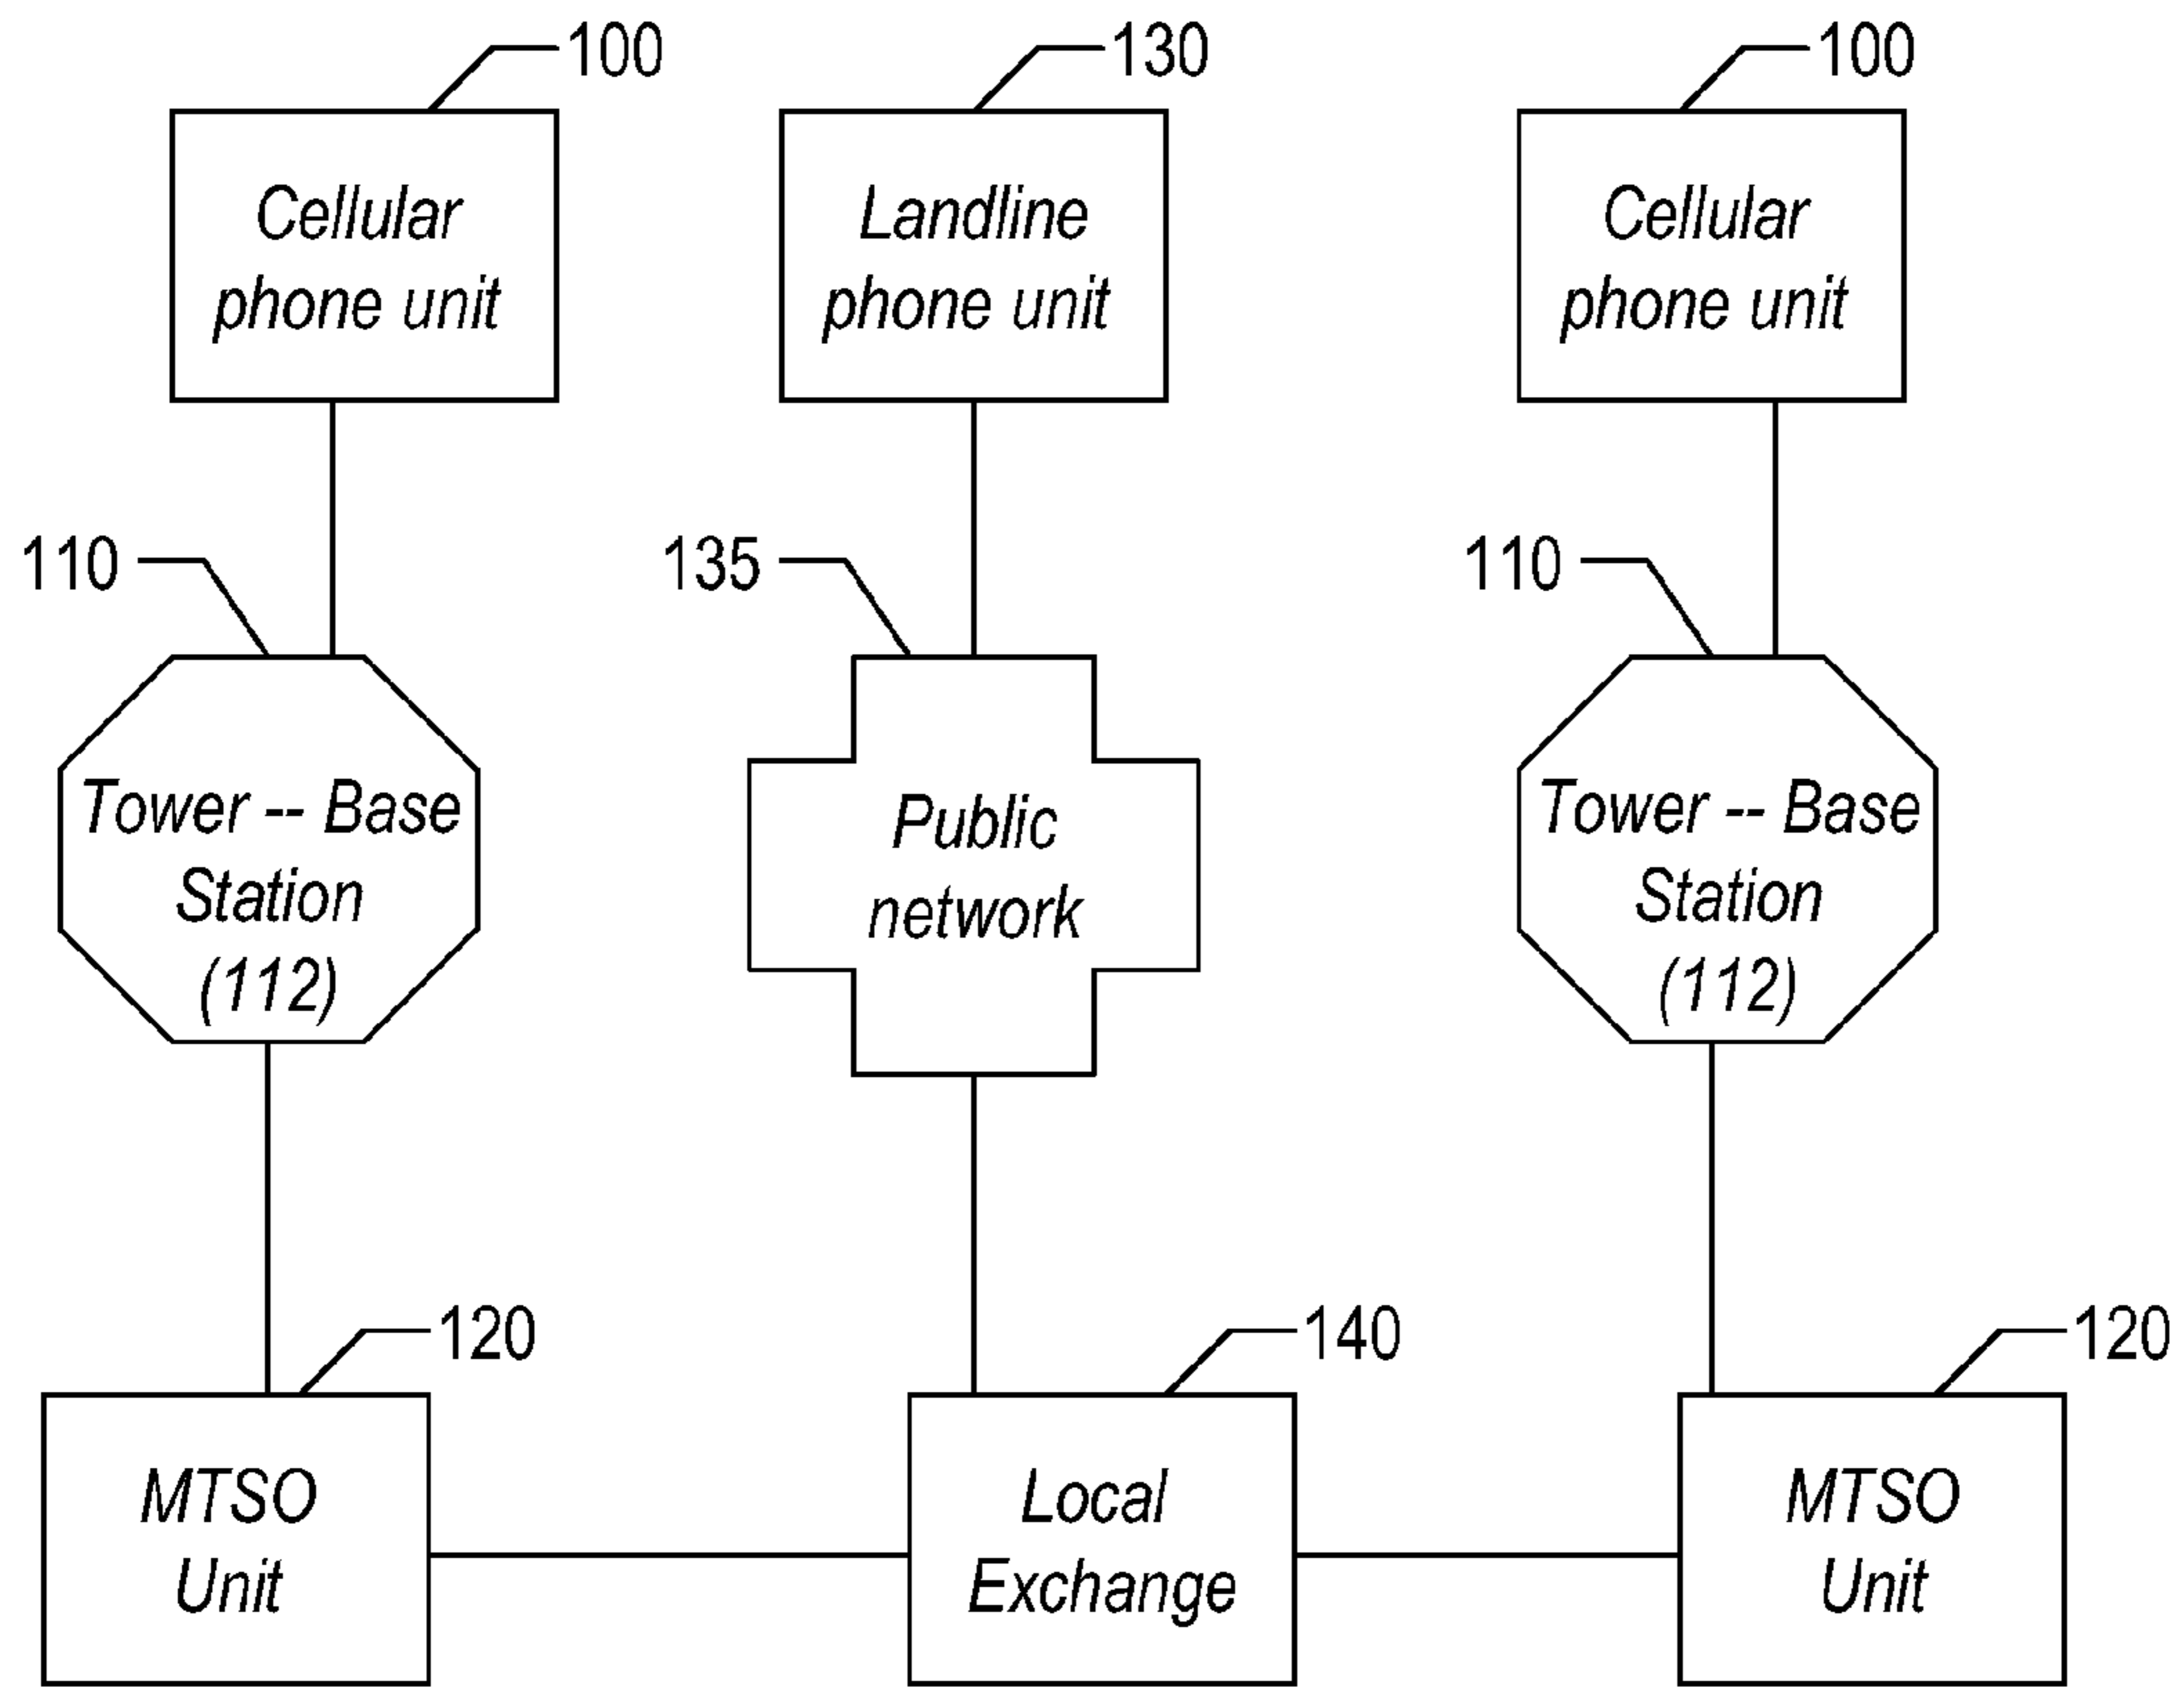 100
130
100
Cellular
phone unit
Landline
phone unit
Cellular
phone unit
110
135
110
Tower -- Base
Station
(112)
Public
network
Tower -- Base
Station
(112)
120
140
120
MTSO
Unit
Local
Exchange
MTSO
Unit